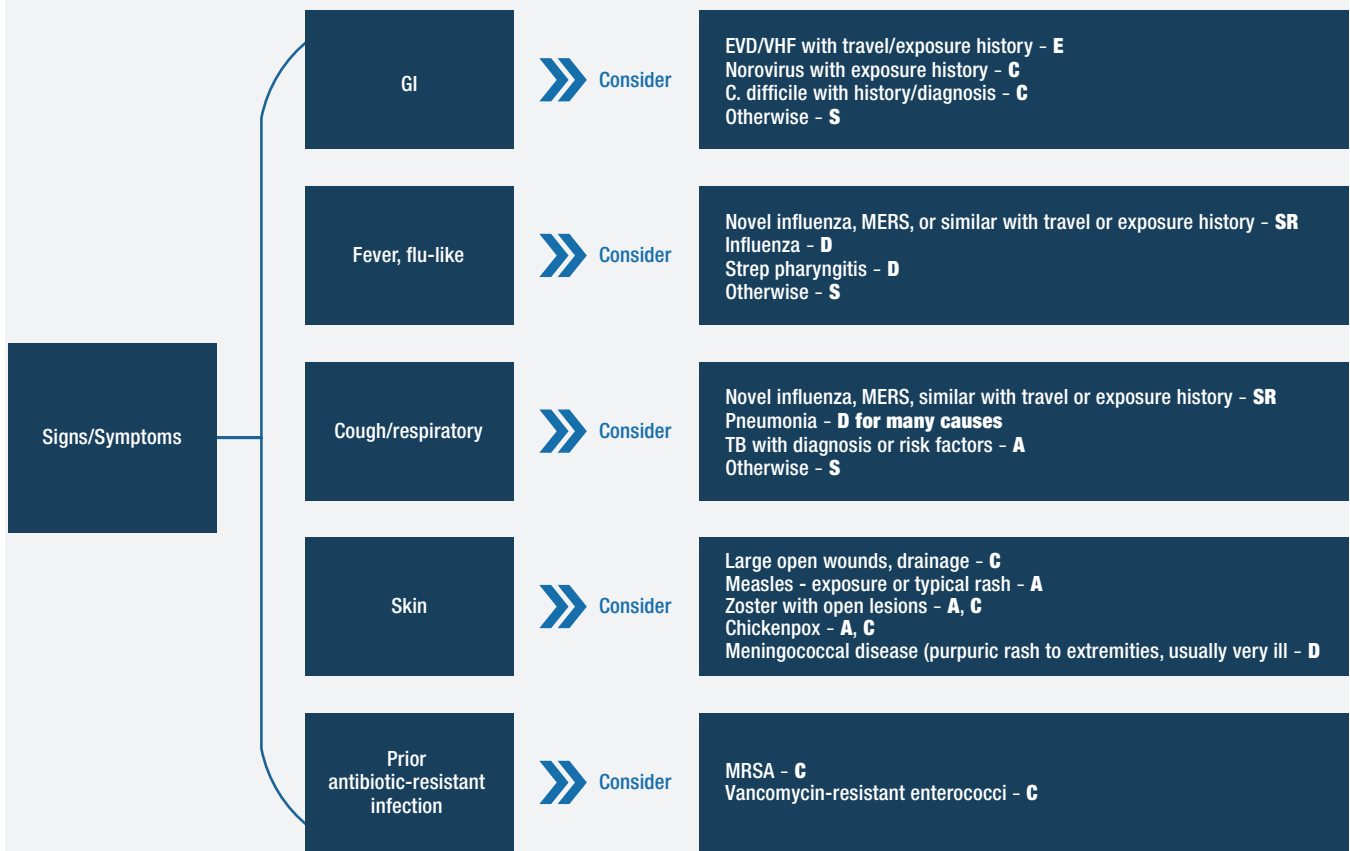 Signs/Symptoms
GI
Consider
EVD/VHF with travel/exposure history - E
Norovirus with exposure history - C
C. difficile with history/diagnosis - C
Otherwise - S
Fever, flu-like
Consider
Novel influenza, MERS, or similar with travel or exposure history - SR
Influenza - D
Strep pharyngitis - D
Otherwise - S
Cough/respiratory
Consider
Novel influenza, MERS, similar with travel or exposure history - SR
Pneumonia - D for many causes
TB with diagnosis or risk factors - A
Otherwise - S
Skin
Consider
Large open wounds, drainage - C
Measles - exposure or typical rash - A
Zoster with open lesions - A, C
Chickenpox - A, C
Meningococcal disease (purpuric rash to extremities, usually very ill - D
Prior
antibiotic-resistant
infection
Consider
MRSA - C
Vancomycin-resistant enterococci - C